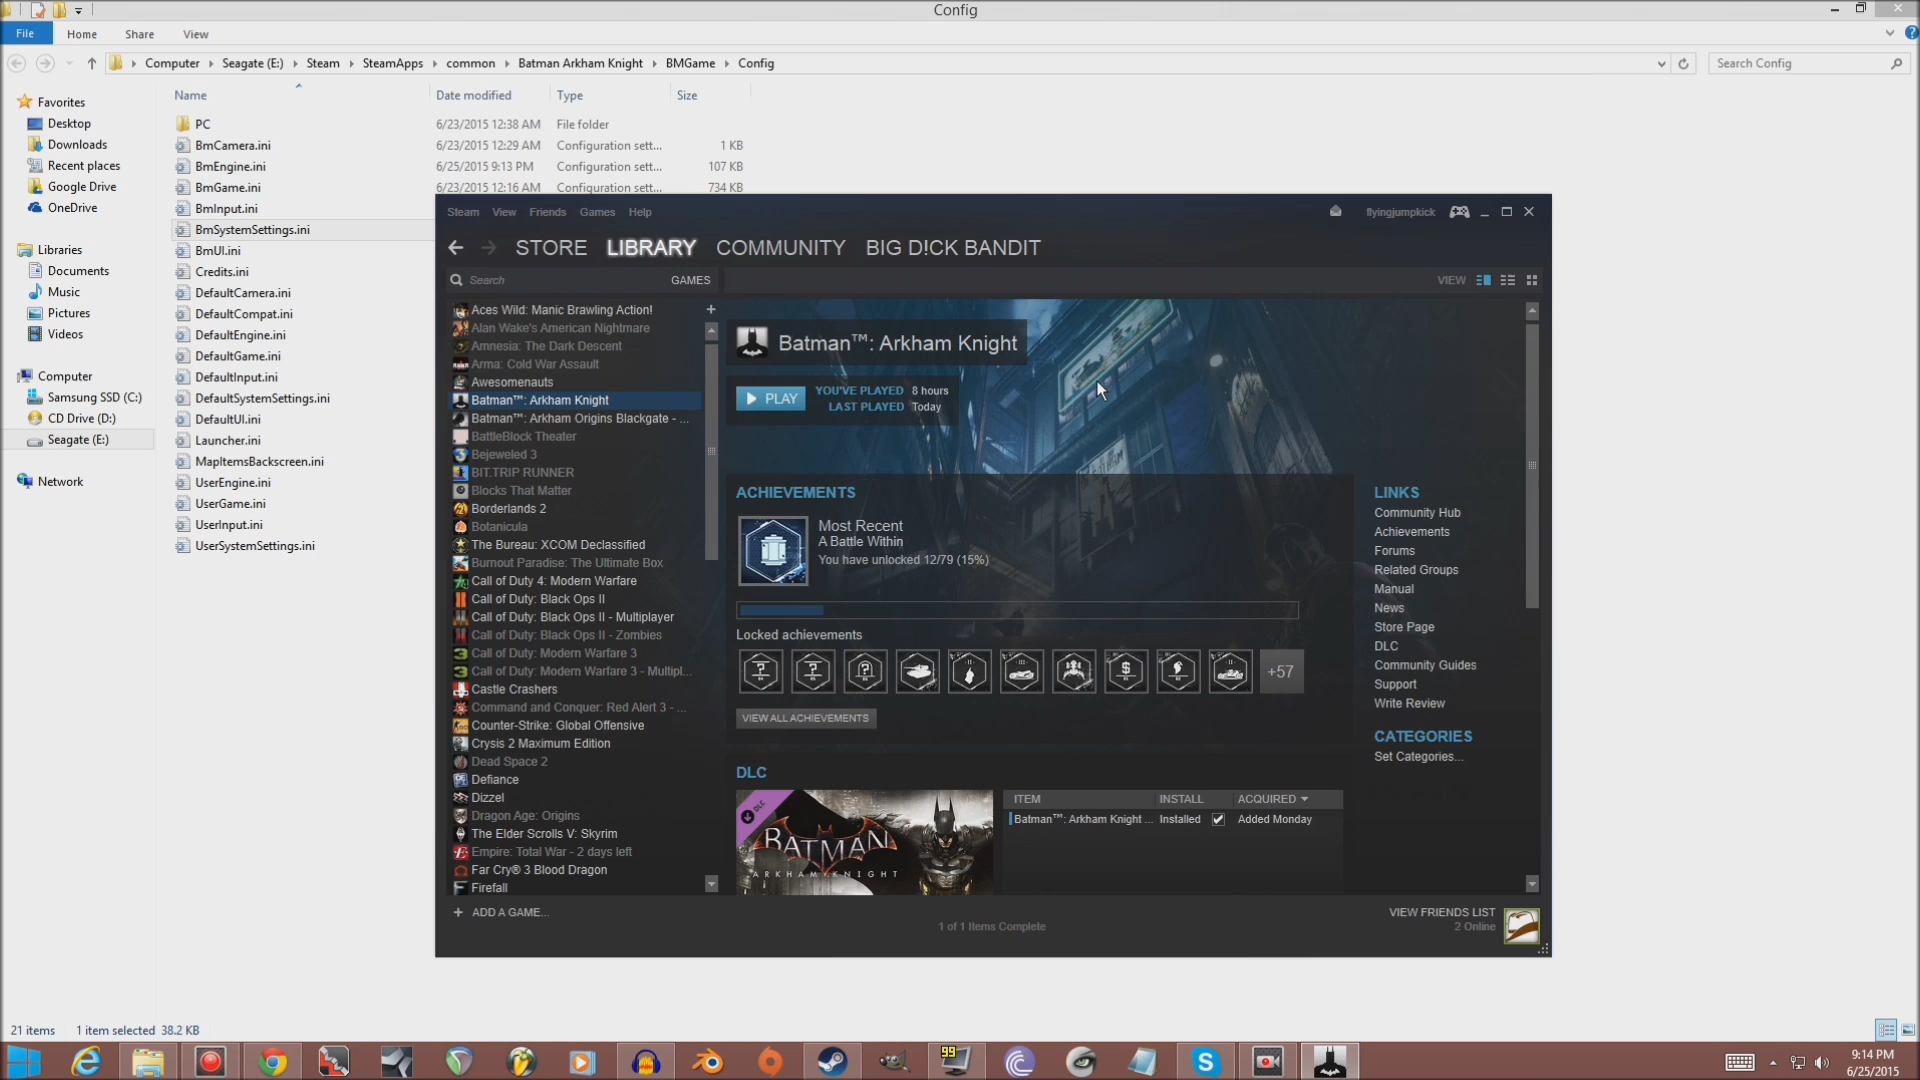 Config
File
Home
Share
View
Computer
Seagate (E:)
Steam
SteamApps
common
Batman Arkham Knight
BMGame
Config
Search Config
Name
Date modified
Type
Size
Favorites
Desktop
Downloads
Recent places
Google Drive
OneDrive
Libraries
Documents
Music
Pictures
Videos
Computer
Samsung SSD (C:)
CD Drive (D:)
Seagate (E:)
Network
PC 6/23/2015 12:38 AM File folder
BmCamera.ini 6/23/2015 12:29 AM Configuration sett... 1 KB
BmEngine.ini 6/25/2015 9:13 PM Configuration sett... 107 KB
BmGame.ini 6/23/2015 12:16 AM Configuration sett... 734 KB
BmInput.ini
BmSystemSettings.ini
BmUI.ini
Credits.ini
DefaultCamera.ini
DefaultCompat.ini
DefaultEngine.ini
DefaultGame.ini
DefaultInput.ini
DefaultSystemSettings.ini
DefaultUI.ini
Launcher.ini
MapItemsBackscreen.ini
UserEngine.ini
UserGame.ini
UserInput.ini
UserSystemSettings.ini
Steam View Friends Games Help
flyingjumpkick
STORE LIBRARY COMMUNITY BIG D!CK BANDIT
Search
GAMES
VIEW
Aces Wild: Manic Brawling Action!
Alan Wake's American Nightmare
Amnesia: The Dark Descent
Arma: Cold War Assault
Awesomenauts
Batman™: Arkham Knight
Batman™: Arkham Origins Blackgate - ...
BattleBlock Theater
Bejeweled 3
BIT.TRIP RUNNER
Blocks That Matter
Borderlands 2
Botanicula
The Bureau: XCOM Declassified
Burnout Paradise: The Ultimate Box
Call of Duty 4: Modern Warfare
Call of Duty: Black Ops II
Call of Duty: Black Ops II - Multiplayer
Call of Duty: Black Ops II - Zombies
Call of Duty: Modern Warfare 3
Call of Duty: Modern Warfare 3 - Multipl...
Castle Crashers
Command and Conquer: Red Alert 3 - ...
Counter-Strike: Global Offensive
Crysis 2 Maximum Edition
Dead Space 2
Defiance
Dizzel
Dragon Age: Origins
The Elder Scrolls V: Skyrim
Empire: Total War - 2 days left
Far Cry® 3 Blood Dragon
Firefall
+ ADD A GAME...
Batman™: Arkham Knight
PLAY
YOU'VE PLAYED 8 hours
LAST PLAYED Today
ACHIEVEMENTS
Most Recent
A Battle Within
You have unlocked 12/79 (15%)
Locked achievements
+57
VIEW ALL ACHIEVEMENTS
DLC
DLC
BATMAN
ARKHAM KNIGHT
ITEM INSTALL ACQUIRED
Batman™: Arkham Knight ... Installed Added Monday
LINKS
Community Hub
Achievements
Forums
Related Groups
Manual
News
Store Page
DLC
Community Guides
Support
Write Review
CATEGORIES
Set Categories...
1 of 1 Items Complete
VIEW FRIENDS LIST
2 Online
21 items 1 item selected 38.2 KB
99
9:14 PM
6/25/2015